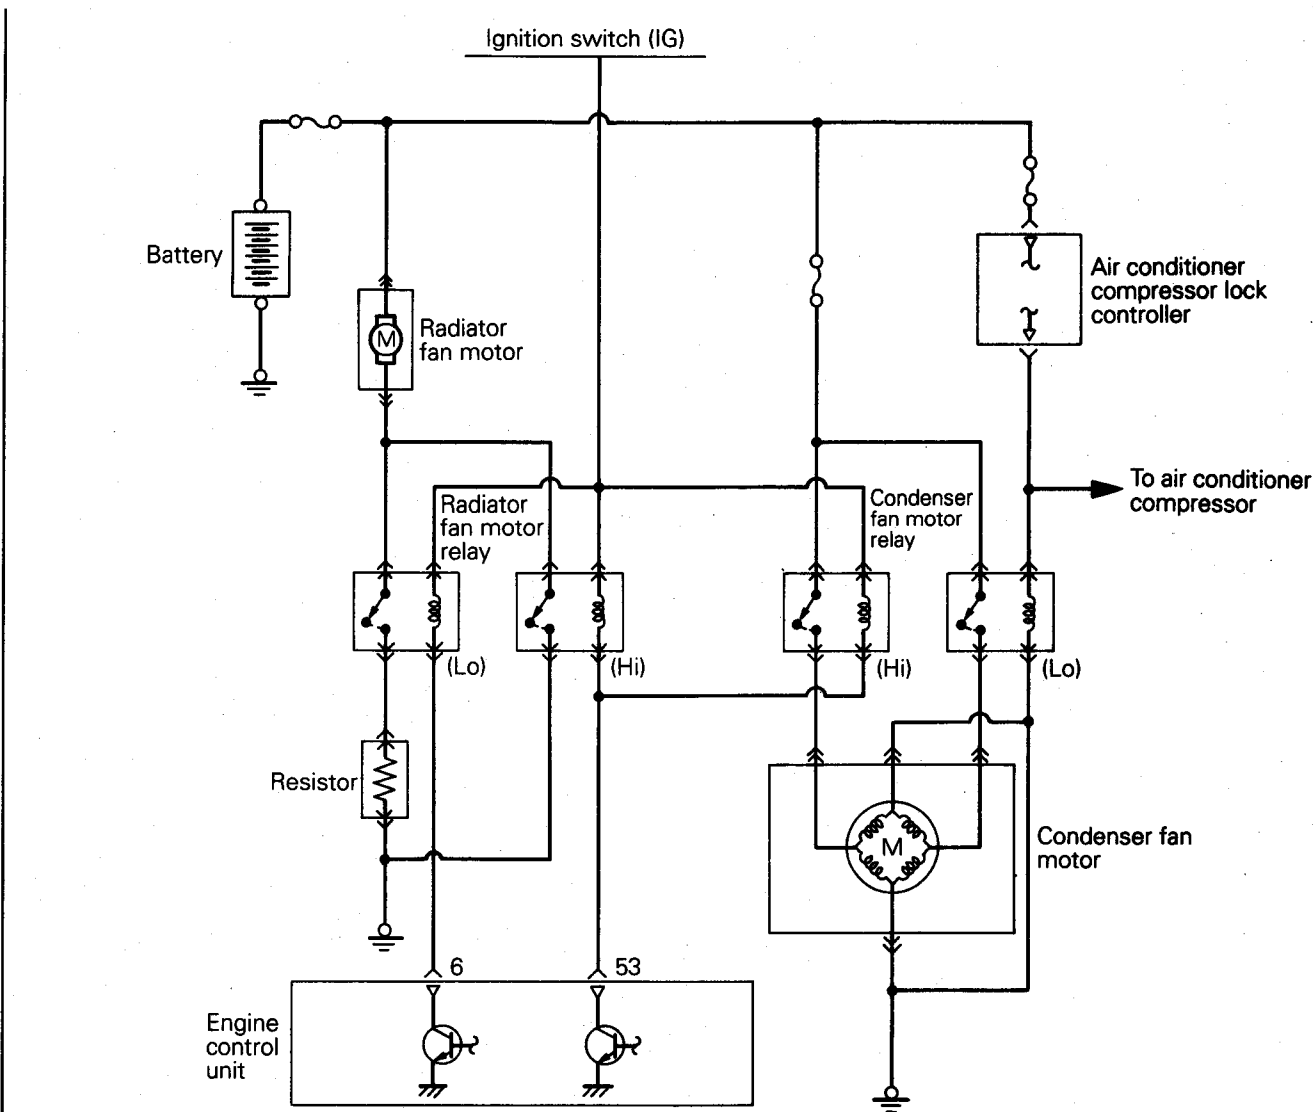 Ignition switch (IG)
Battery
Radiator
fan motor
M
Air conditioner
compressor lock
controller
To air conditioner
compressor
Radiator
fan motor
relay
Condenser
fan motor
relay
(Lo)
(Hi)
(Hi)
(Lo)
Resistor
M
Condenser fan
motor
6
53
Engine
control
unit